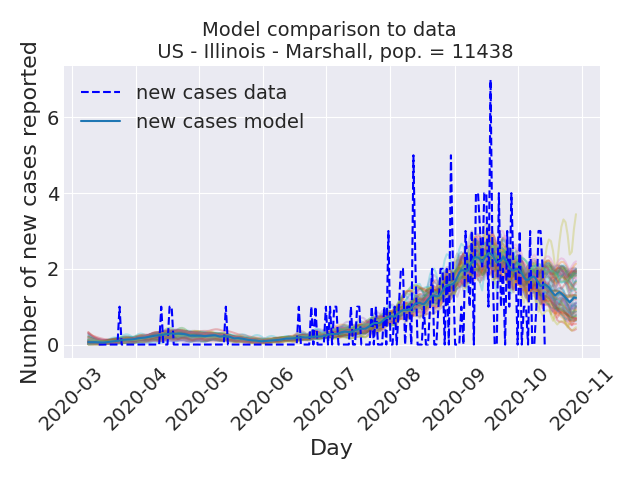 Model comparison to data
US - Illinois - Marshall, pop. = 11438
Number of new cases reported
new cases data
new cases model
6
4
2
0
2020-03
2020-04
2020-05
2020-06
2020-07
2020-08
2020-09
2020-10
2020-11
Day